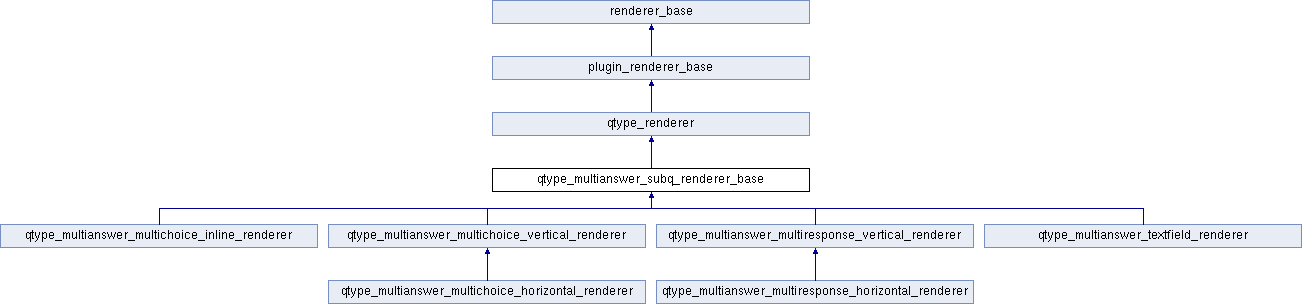 renderer_base
plugin_renderer_base
qtype_renderer
qtype_multianswer_subq_renderer_base
qtype_multianswer_multichoice_inline_renderer
qtype_multianswer_multichoice_vertical_renderer
qtype_multianswer_multiresponse_vertical_renderer
qtype_multianswer_textfield_renderer
qtype_multianswer_multichoice_horizontal_renderer
qtype_multianswer_multiresponse_horizontal_renderer